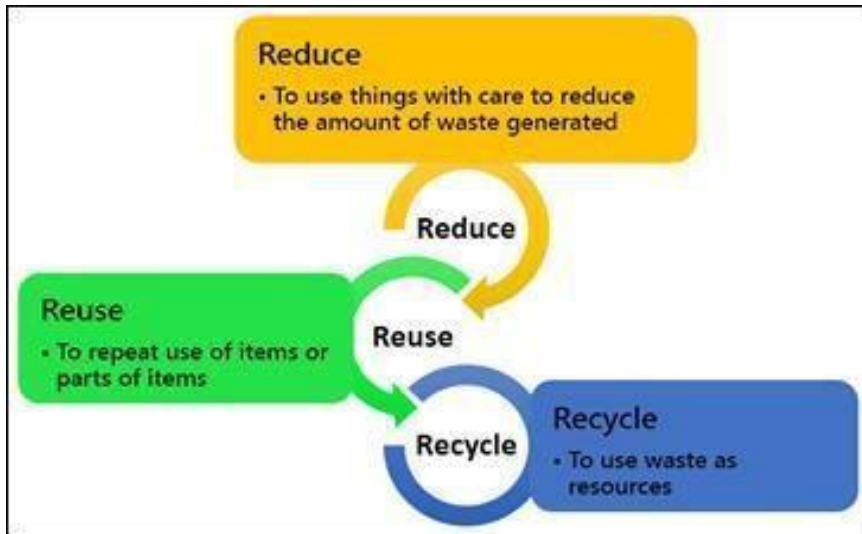 Reduce
• To use things with care to reduce
the amount of waste generated
Reduce
Reuse
• To repeat use of items or
parts of items
Reuse
Recycle
• To use waste as
resources
Recycle